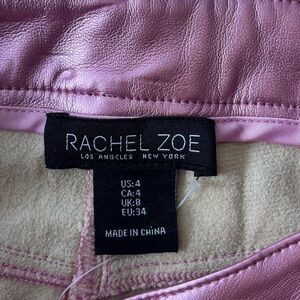 RACHEL ZOE
LOS ANGELES NEW YORK
US:4
CA:4
UK:8
EU:34
MADE IN CHINA